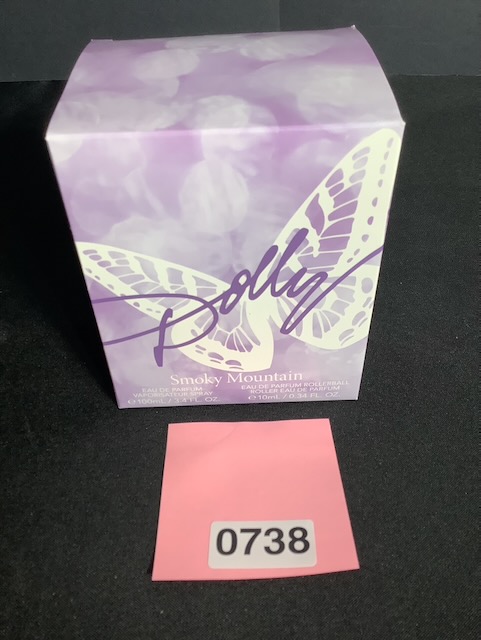 Dolly
Smoky Mountain
EAU DE PARFUM
VAPORISATEUR SPRAY
℮100mL / 3.4 FL. OZ.
EAU DE PARFUM ROLLERBALL
ROLLER EAU DE PARFUM
℮10mL / 0.34 FL. OZ.
0738